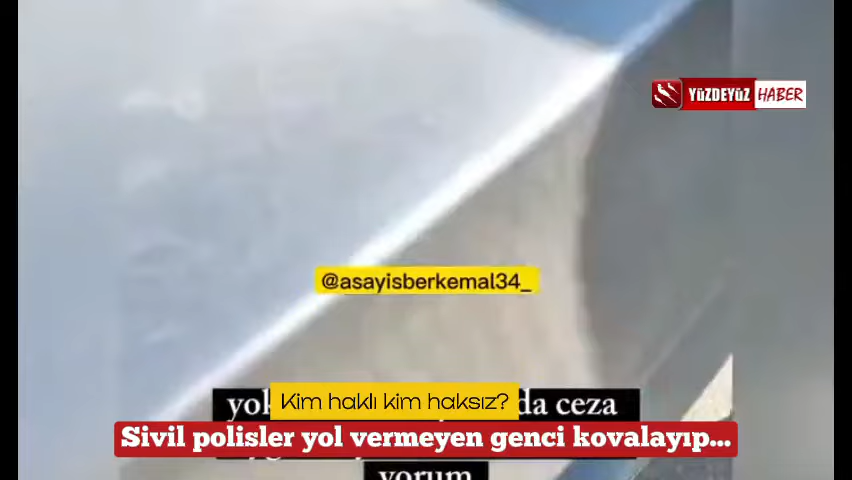 YÜZDEYÜZ HABER
@asayisberkemal34_
da ceza
Kim haklı kim haksız?
Sivil polisler yol vermeyen genci kovalayıp...
yorum